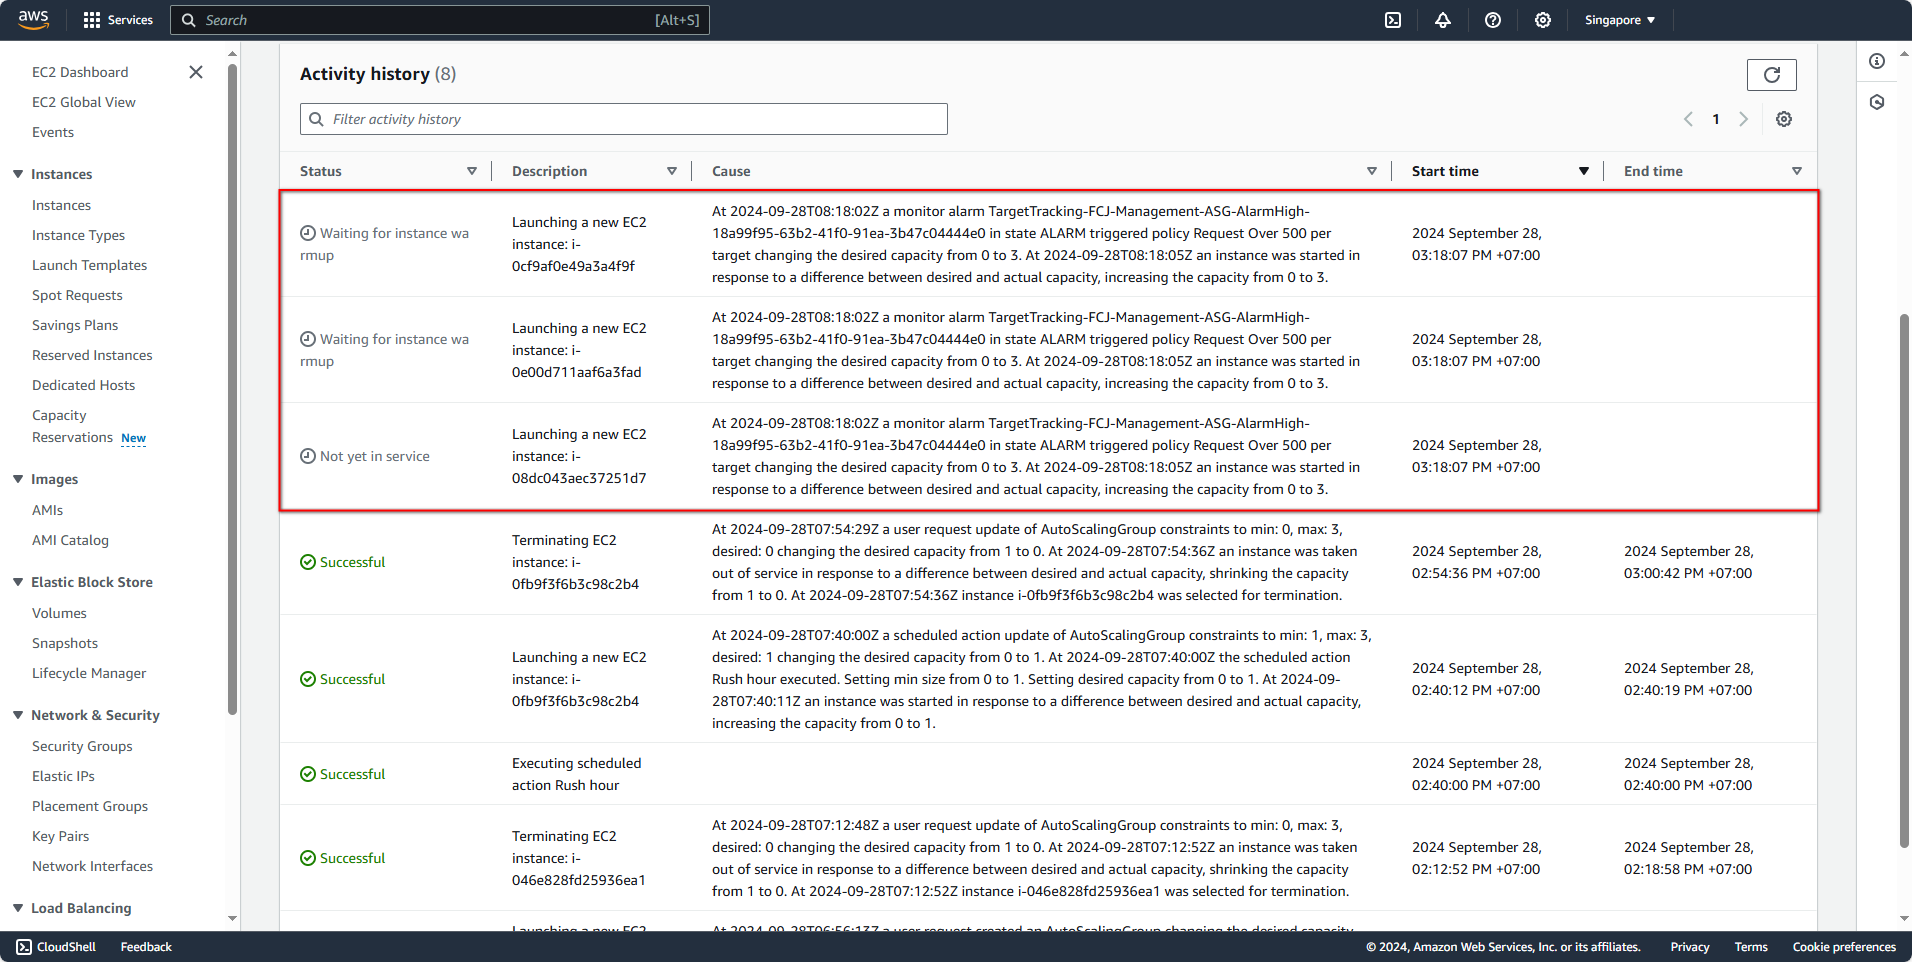 aws
Services
Search
[Alt+S]
Singapore
EC2 Dashboard
EC2 Global View
Events
Instances
Instances
Instance Types
Launch Templates
Spot Requests
Savings Plans
Reserved Instances
Dedicated Hosts
Capacity
Reservations New
Images
AMIs
AMI Catalog
Elastic Block Store
Volumes
Snapshots
Lifecycle Manager
Network & Security
Security Groups
Elastic IPs
Placement Groups
Key Pairs
Network Interfaces
Load Balancing
Activity history (8)
Filter activity history
1
Status
Description
Cause
Start time
End time
Waiting for instance wa
rmup
Launching a new EC2
instance: i-
0cf9af0e49a3a4f9f
At 2024-09-28T08:18:02Z a monitor alarm TargetTracking-FCJ-Management-ASG-AlarmHigh-
18a99f95-63b2-41f0-91ea-3b47c04444e0 in state ALARM triggered policy Request Over 500 per
target changing the desired capacity from 0 to 3. At 2024-09-28T08:18:05Z an instance was started in
response to a difference between desired and actual capacity, increasing the capacity from 0 to 3.
2024 September 28,
03:18:07 PM +07:00
Waiting for instance wa
rmup
Launching a new EC2
instance: i-
0e00d711aaf6a3fad
At 2024-09-28T08:18:02Z a monitor alarm TargetTracking-FCJ-Management-ASG-AlarmHigh-
18a99f95-63b2-41f0-91ea-3b47c04444e0 in state ALARM triggered policy Request Over 500 per
target changing the desired capacity from 0 to 3. At 2024-09-28T08:18:05Z an instance was started in
response to a difference between desired and actual capacity, increasing the capacity from 0 to 3.
2024 September 28,
03:18:07 PM +07:00
Not yet in service
Launching a new EC2
instance: i-
08dc043aec37251d7
At 2024-09-28T08:18:02Z a monitor alarm TargetTracking-FCJ-Management-ASG-AlarmHigh-
18a99f95-63b2-41f0-91ea-3b47c04444e0 in state ALARM triggered policy Request Over 500 per
target changing the desired capacity from 0 to 3. At 2024-09-28T08:18:05Z an instance was started in
response to a difference between desired and actual capacity, increasing the capacity from 0 to 3.
2024 September 28,
03:18:07 PM +07:00
Successful
Terminating EC2
instance: i-
0fb9f3f6b3c98c2b4
At 2024-09-28T07:54:29Z a user request update of AutoScalingGroup constraints to min: 0, max: 3,
desired: 0 changing the desired capacity from 1 to 0. At 2024-09-28T07:54:36Z an instance was taken
out of service in response to a difference between desired and actual capacity, shrinking the capacity
from 1 to 0. At 2024-09-28T07:54:36Z instance i-0fb9f3f6b3c98c2b4 was selected for termination.
2024 September 28,
02:54:36 PM +07:00
2024 September 28,
03:00:42 PM +07:00
Successful
Launching a new EC2
instance: i-
0fb9f3f6b3c98c2b4
At 2024-09-28T07:40:00Z a scheduled action update of AutoScalingGroup constraints to min: 1, max: 3,
desired: 1 changing the desired capacity from 0 to 1. At 2024-09-28T07:40:00Z the scheduled action
Rush hour executed. Setting min size from 0 to 1. Setting desired capacity from 0 to 1. At 2024-09-
28T07:40:11Z an instance was started in response to a difference between desired and actual capacity,
increasing the capacity from 0 to 1.
2024 September 28,
02:40:12 PM +07:00
2024 September 28,
02:40:19 PM +07:00
Successful
Executing scheduled
action Rush hour
2024 September 28,
02:40:00 PM +07:00
2024 September 28,
02:40:00 PM +07:00
Successful
Terminating EC2
instance: i-
046e828fd25936ea1
At 2024-09-28T07:12:48Z a user request update of AutoScalingGroup constraints to min: 0, max: 3,
desired: 0 changing the desired capacity from 1 to 0. At 2024-09-28T07:12:52Z an instance was taken
out of service in response to a difference between desired and actual capacity, shrinking the capacity
from 1 to 0. At 2024-09-28T07:12:52Z instance i-046e828fd25936ea1 was selected for termination.
2024 September 28,
02:12:52 PM +07:00
2024 September 28,
02:18:58 PM +07:00
Launching a new EC2
At 2024-09-28T06:56:13Z a user request created an AutoScalingGroup changing the desired capacity
CloudShell
Feedback
© 2024, Amazon Web Services, Inc. or its affiliates.
Privacy
Terms
Cookie preferences